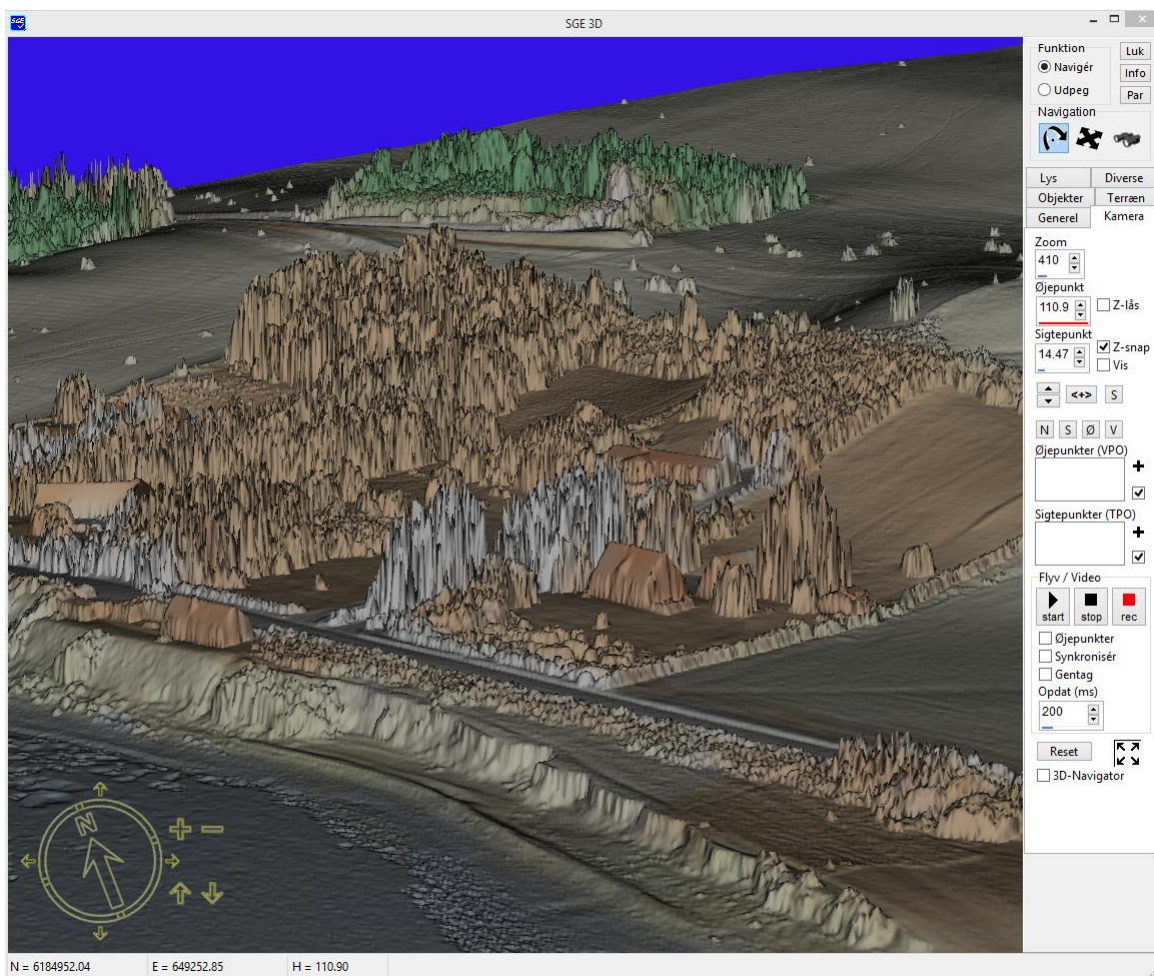 SGE
SGE 3D
Funktion
Luk
Navigér
Info
Udpeg
Par
Navigation
Lys
Diverse
Objekter
Terræn
Generel
Kamera
Zoom
410
Øjepunkt
110.9
Z-lås
Sigtepunkt
14.47
Z-snap
Vis
<+>
S
N S Ø V
Øjepunkter (VPO)
Sigtepunkter (TPO)
Flyv / Video
start stop rec
Øjepunkter
Synkronisér
Gentag
Opdat (ms)
200
Reset
3D-Navigator
N
N = 6184952.04
E = 649252.85
H = 110.90